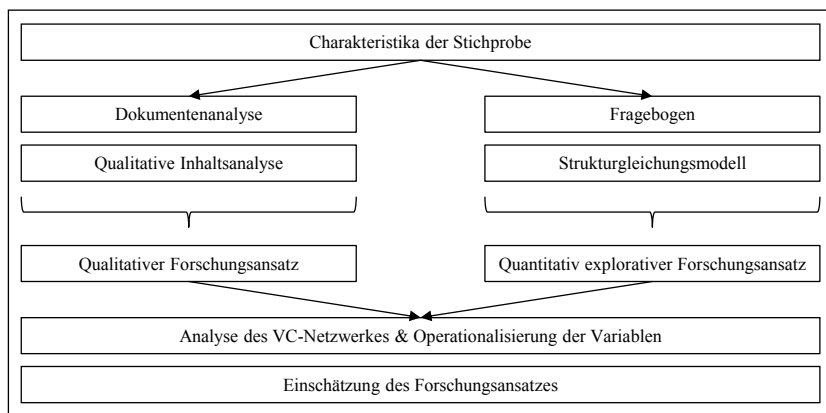 Charakteristika der Stichprobe
Dokumentenanalyse
Fragebogen
Qualitative Inhaltsanalyse
Strukturgleichungsmodell
Qualitativer Forschungsansatz
Quantitativ explorativer Forschungsansatz
Analyse des VC-Netzwerkes & Operationalisierung der Variablen
Einschätzung des Forschungsansatzes